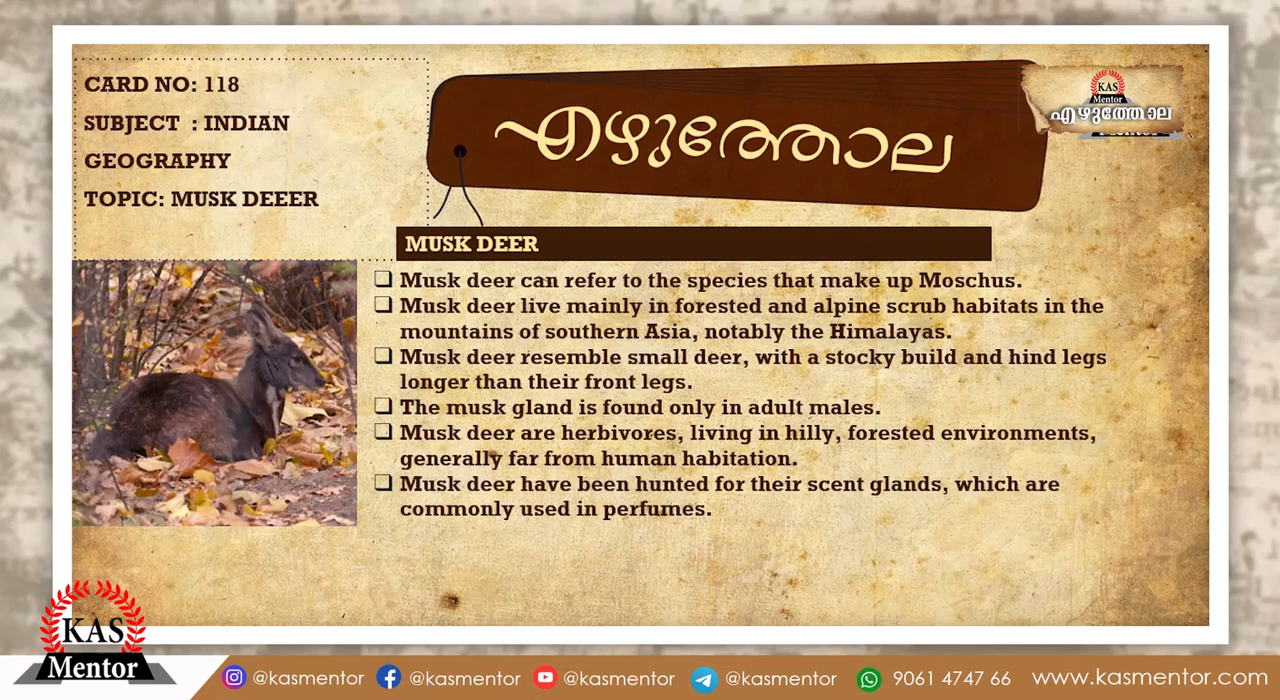 CARD NO: 118
SUBJECT : INDIAN
GEOGRAPHY
TOPIC: MUSK DEEER
എഴുത്തോല
KAS
Mentor
എഴുത്തോല
MUSK DEER
Musk deer can refer to the species that make up Moschus.
Musk deer live mainly in forested and alpine scrub habitats in the
mountains of southern Asia, notably the Himalayas.
Musk deer resemble small deer, with a stocky build and hind legs
longer than their front legs.
The musk gland is found only in adult males.
Musk deer are herbivores, living in hilly, forested environments,
generally far from human habitation.
Musk deer have been hunted for their scent glands, which are
commonly used in perfumes.
KAS
Mentor
@kasmentor @kasmentor @kasmentor @kasmentor 9061 4747 66 www.kasmentor.com